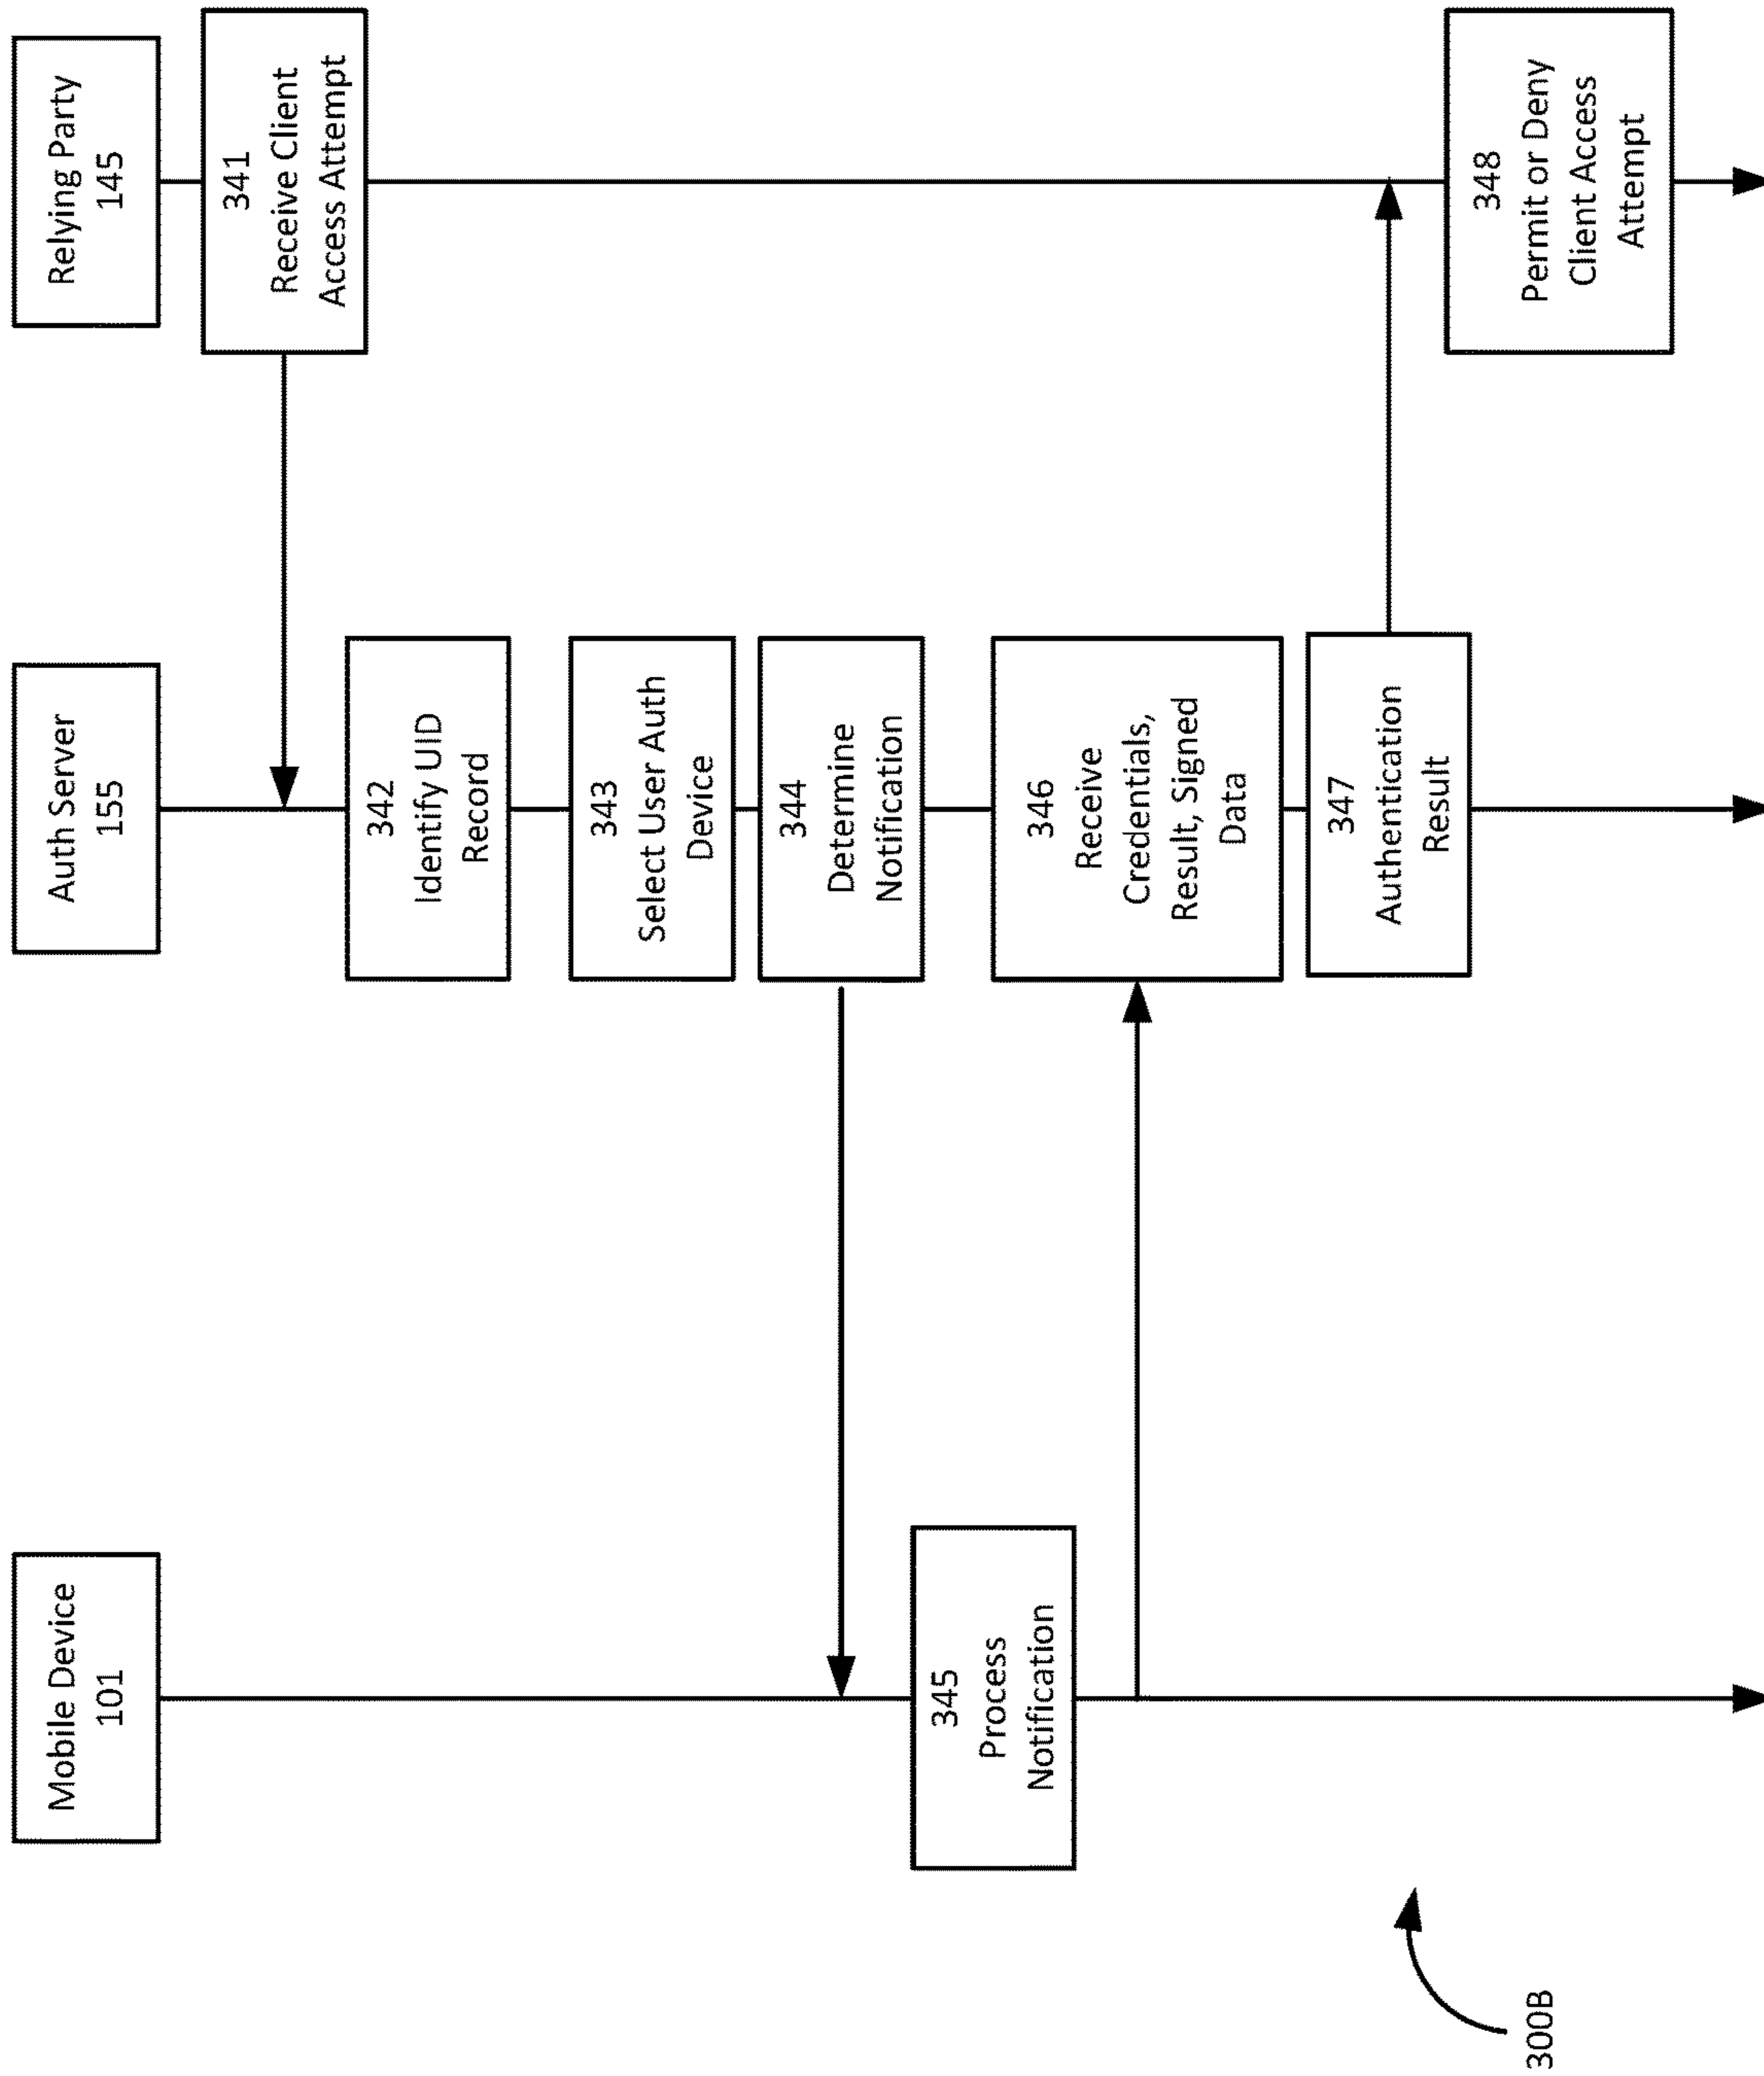 Mobile Device
101
Auth Server
155
Relying Party
145
341
Receive Client
Access Attempt
342
Identify UID
Record
343
Select User Auth
Device
344
Determine
Notification
345
Process
Notification
346
Receive
Credentials,
Result, Signed
Data
347
Authentication
Result
348
Permit or Deny
Client Access
Attempt
300B